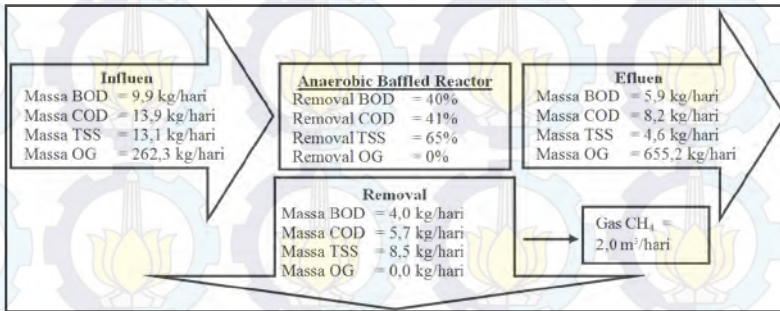 Influen
Massa BOD = 9,9 kg/hari
Massa COD = 13,9 kg/hari
Massa TSS = 13,1 kg/hari
Massa OG = 262,3 kg/hari
Anaerobic Baffled Reactor
Removal BOD = 40%
Removal COD = 41%
Removal TSS = 65%
Removal OG = 0%
Efluen
Massa BOD = 5,9 kg/hari
Massa COD = 8,2 kg/hari
Massa TSS = 4,6 kg/hari
Massa OG = 655,2 kg/hari
Removal
Massa BOD = 4,0 kg/hari
Massa COD = 5,7 kg/hari
Massa TSS = 8,5 kg/hari
Massa OG = 0,0 kg/hari
Gas CH₄ =
2,0 m³/hari